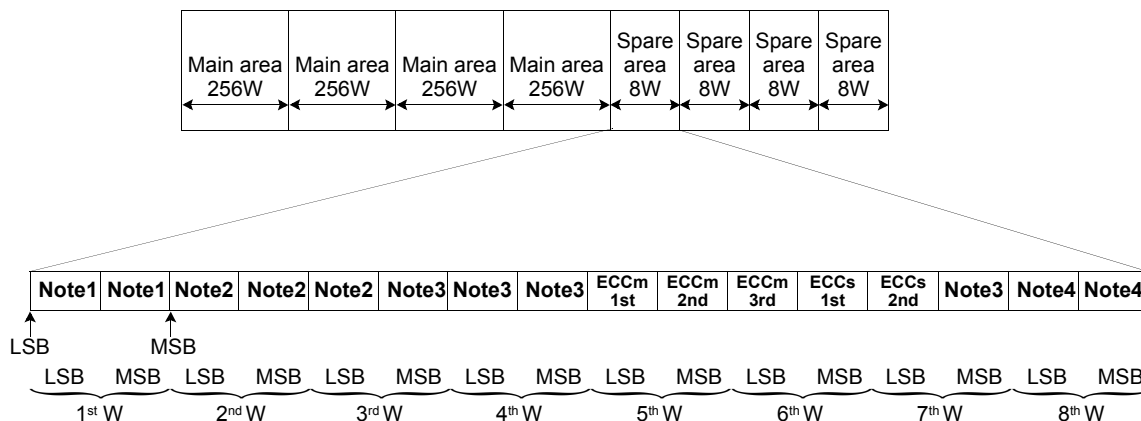 Main area 256W Main area 256W Main area 256W Main area 256W Spare area 8W Spare area 8W Spare area 8W Spare area 8W
Note1 Note1 Note2 Note2 Note2 Note3 Note3 Note3 ECCm 1st ECCm 2nd ECCm 3rd ECCs 1st ECCs 2nd Note3 Note4 Note4
LSB MSB
LSB MSB LSB MSB LSB MSB LSB MSB LSB MSB LSB MSB LSB MSB LSB MSB
1st W 2nd W 3rd W 4th W 5th W 6th W 7th W 8th W